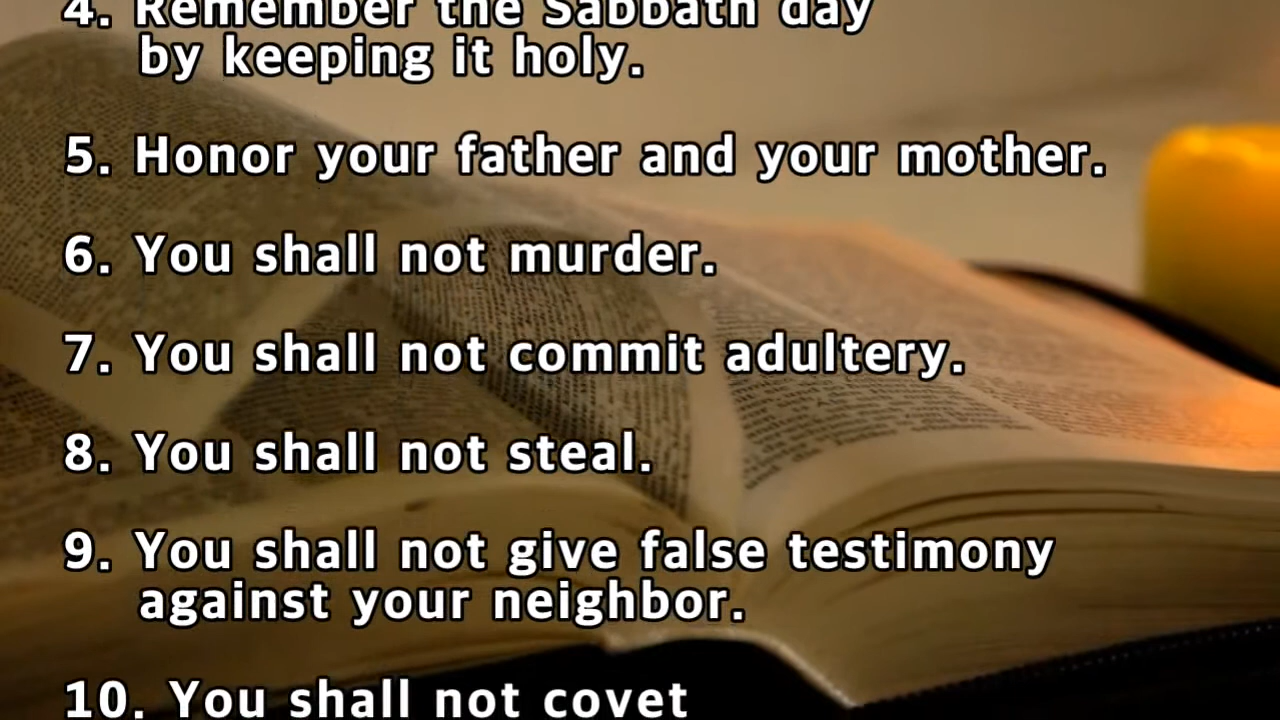 4. Remember the Sabbath day
by keeping it holy.
5. Honor your father and your mother.
6. You shall not murder.
7. You shall not commit adultery.
8. You shall not steal.
9. You shall not give false testimony
against your neighbor.
10. You shall not covet